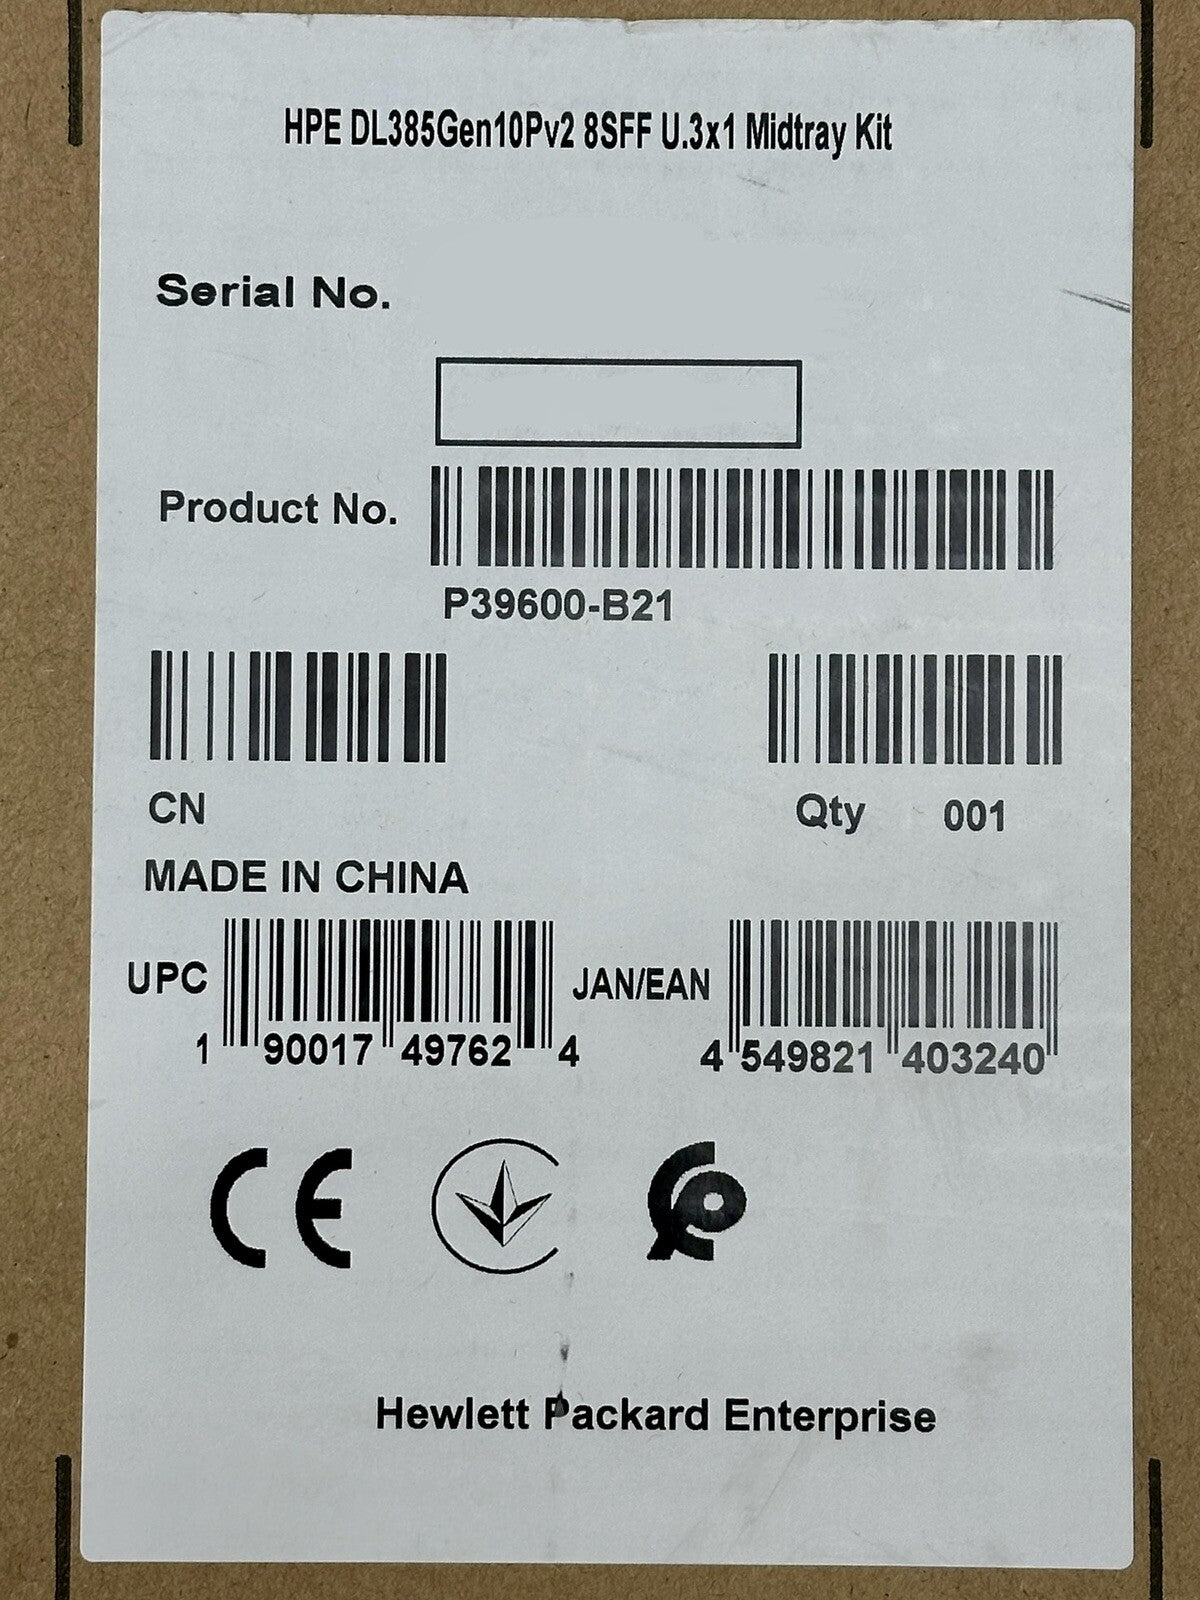 HPE DL385Gen10Pv2 8SFF U.3x1 Midtray Kit
Serial No.
Product No.
P39600-B21
CN
Qty 001
MADE IN CHINA
UPC
1 90017 49762 4
JAN/EAN
4 549821 403240
CE
Hewlett Packard Enterprise